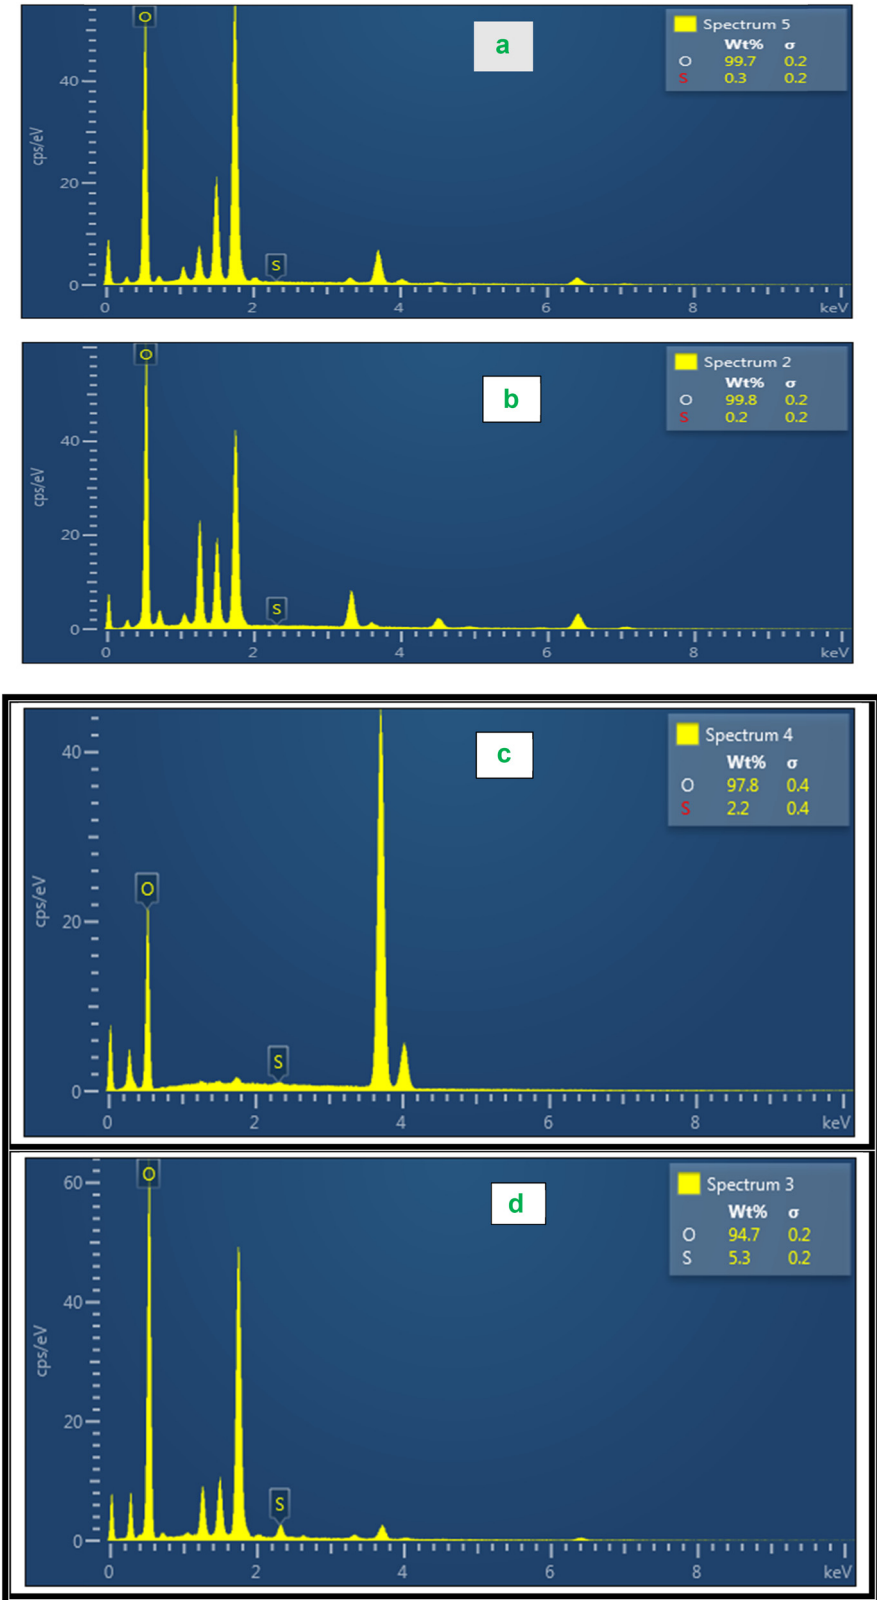 O
a
Spectrum 5
Wt% σ
O 99.7 0.2
S 0.3 0.2
40
20
0
cps/eV
S
0 2 4 6 8 keV
O
b
Spectrum 2
Wt% σ
O 99.8 0.2
S 0.2 0.2
40
20
0
cps/eV
S
0 2 4 6 8 keV
c
Spectrum 4
Wt% σ
O 97.8 0.4
S 2.2 0.4
40
20
0
cps/eV
O
S
0 2 4 6 8 keV
O
d
Spectrum 3
Wt% σ
O 94.7 0.2
S 5.3 0.2
60
40
20
0
cps/eV
S
0 2 4 6 8 keV